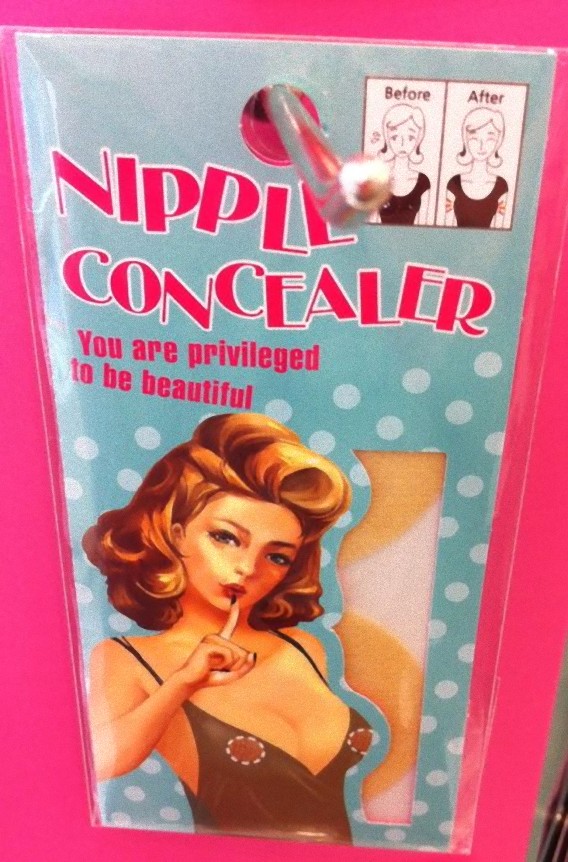 Before
After
NIPPLE
CONCEALER
You are privileged
to be beautiful